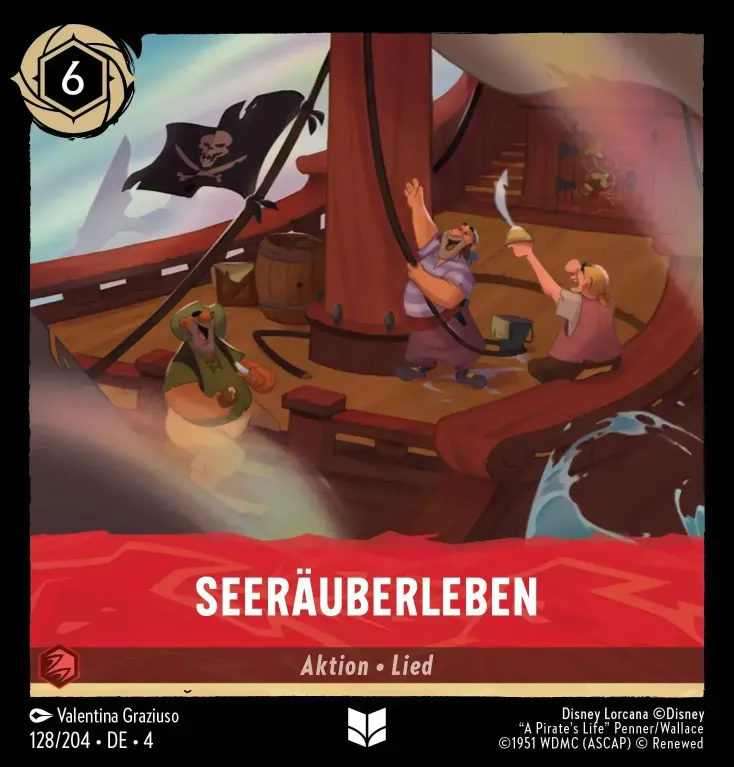 6
SEERÄUBERLEBEN
Aktion • Lied
Valentina Graziuso
128/204 • DE • 4
Disney Lorcana ©Disney
“A Pirate’s Life” Penner/Wallace
©1951 WDMC (ASCAP) © Renewed